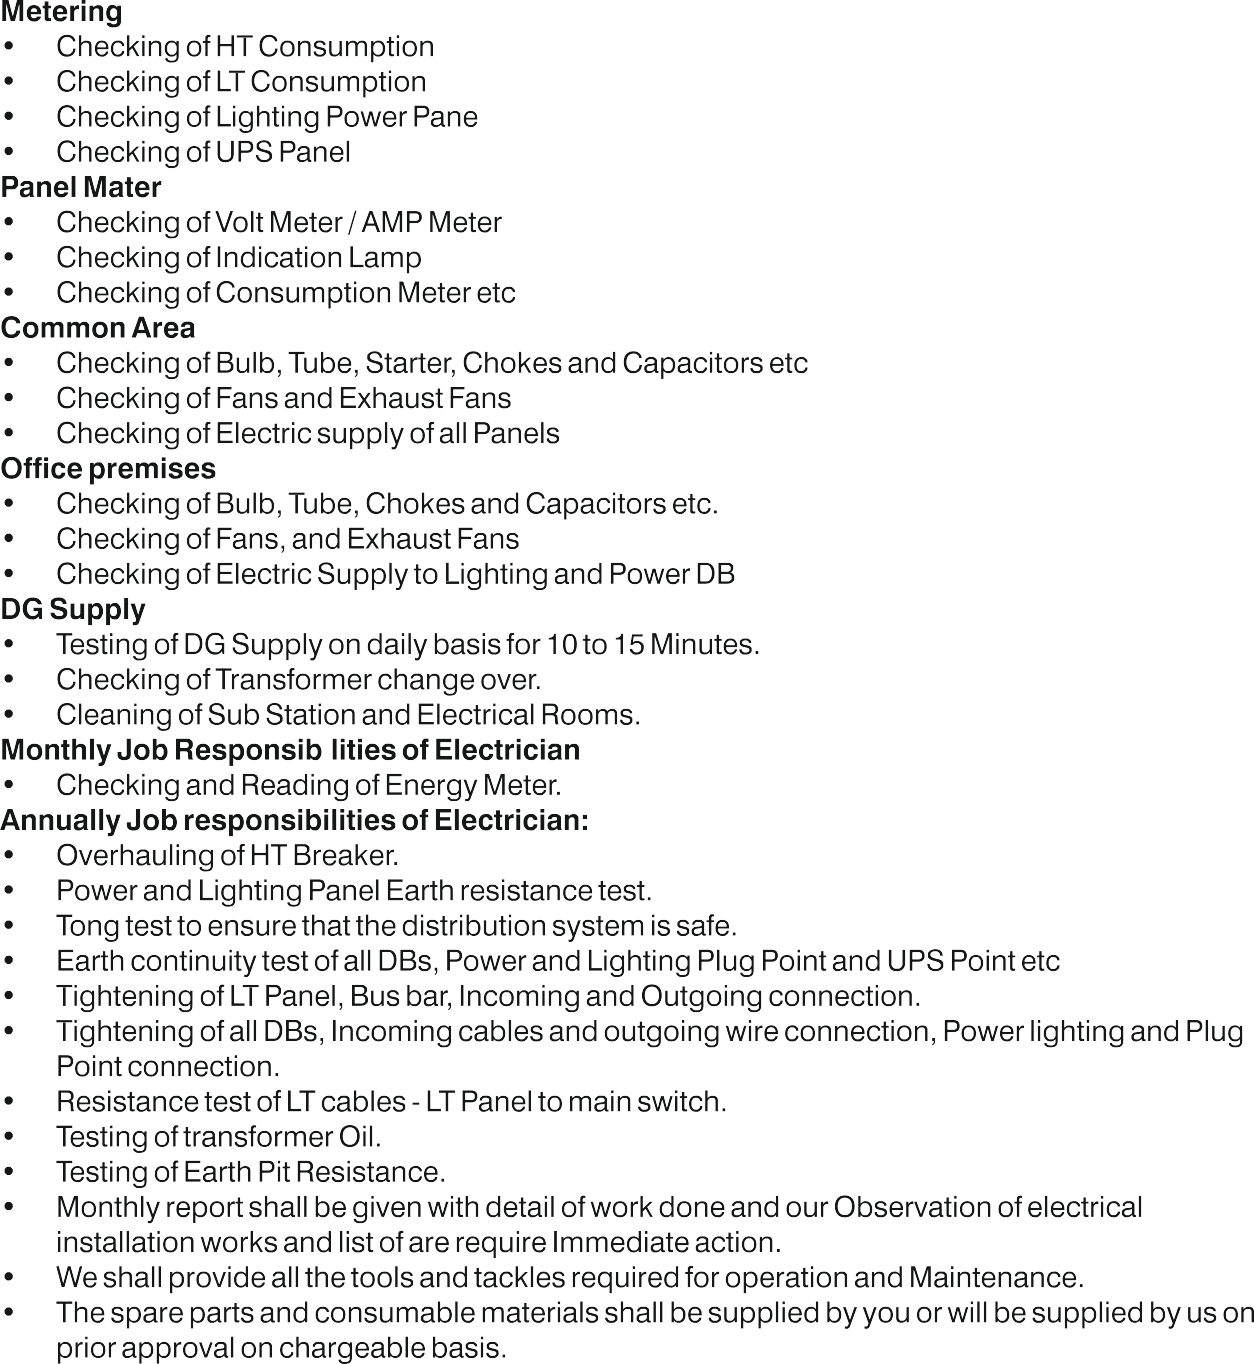 Metering
• Checking of HT Consumption
• Checking of LT Consumption
• Checking of Lighting Power Pane
• Checking of UPS Panel
Panel Mater
• Checking of Volt Meter / AMP Meter
• Checking of Indication Lamp
• Checking of Consumption Meter etc
Common Area
• Checking of Bulb, Tube, Starter, Chokes and Capacitors etc
• Checking of Fans and Exhaust Fans
• Checking of Electric supply of all Panels
Office premises
• Checking of Bulb, Tube, Chokes and Capacitors etc.
• Checking of Fans, and Exhaust Fans
• Checking of Electric Supply to Lighting and Power DB
DG Supply
• Testing of DG Supply on daily basis for 10 to 15 Minutes.
• Checking of Transformer change over.
• Cleaning of Sub Station and Electrical Rooms.
Monthly Job Responsib lities of Electrician
• Checking and Reading of Energy Meter.
Annually Job responsibilities of Electrician:
• Overhauling of HT Breaker.
• Power and Lighting Panel Earth resistance test.
• Tong test to ensure that the distribution system is safe.
• Earth continuity test of all DBs, Power and Lighting Plug Point and UPS Point etc
• Tightening of LT Panel, Bus bar, Incoming and Outgoing connection.
• Tightening of all DBs, Incoming cables and outgoing wire connection, Power lighting and Plug
Point connection.
• Resistance test of LT cables - LT Panel to main switch.
• Testing of transformer Oil.
• Testing of Earth Pit Resistance.
• Monthly report shall be given with detail of work done and our Observation of electrical
installation works and list of are require Immediate action.
• We shall provide all the tools and tackles required for operation and Maintenance.
• The spare parts and consumable materials shall be supplied by you or will be supplied by us on
prior approval on chargeable basis.